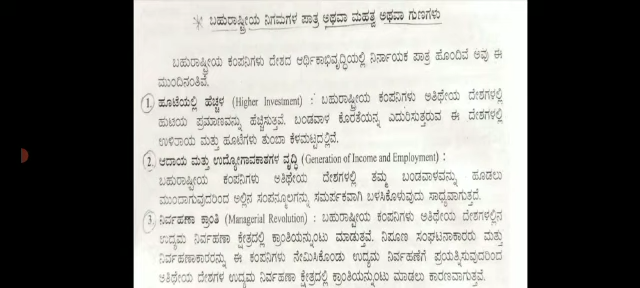 * ಬಹುರಾಷ್ಟ್ರೀಯ ನಿಗಮಗಳ ಪಾತ್ರ ಅಥವಾ ಮಹತ್ವ ಅಥವಾ ಗುಣಗಳು
ಬಹುರಾಷ್ಟ್ರೀಯ ಕಂಪನಿಗಳು ದೇಶದ ಆರ್ಥಿಕಾಭಿವೃದ್ಧಿಯಲ್ಲಿ ನಿರ್ನಾಯಕ ಪಾತ್ರ ಹೊಂದಿವೆ ಅವು ಈ
ಮುಂದಿನಂತಿವೆ.
1. ಹೂಟೆಯಲ್ಲಿ ಹೆಚ್ಚಳ (Higher Investment) : ಬಹುರಾಷ್ಟ್ರೀಯ ಕಂಪನಿಗಳು ಅತಿಥೇಯ ದೇಶಗಳಲ್ಲಿ
ಹುಟಯ ಪ್ರಮಾಣವನ್ನು ಹೆಚ್ಚಿಸುತ್ತವೆ. ಬಂಡವಾಳ ಕೊರತೆಯನ್ನ ಎದುರಿಸುತ್ತರುವ ಈ ದೇಶಗಳಲ್ಲಿ
ಉಳಿರಾಯ ಮತ್ತು ಹೂಟೆಗಳು ತುಂಬಾ ಕೆಳಮಟ್ಟದಲ್ಲಿವೆ.
2. ಆದಾಯ ಮತ್ತು ಉದ್ಯೋಗಾವಕಾಶಗಳ ವೃದ್ಧಿ (Generation of Income and Employment) :
ಬಹುರಾಷ್ಟ್ರೀಯ ಕಂಪನಿಗಳು ಅತಿಥೇಯ ದೇಶಗಳಲ್ಲಿ ತಮ್ಮ ಬಂಡವಾಳವನ್ನು ಹೂಡಲು
ಮುಂದಾಗುವುದರಿಂದ ಅಲ್ಲಿನ ಸಂಪನ್ಮೂಲಗನ್ನು ಸಮರ್ಪಕವಾಗಿ ಬಳಸಿಕೊಳುವುದು ಸಾಧ್ಯವಾಗುತ್ತದೆ.
3. ನಿರ್ವಹಣಾ ಕ್ರಾಂತಿ (Managerial Revolution) : ಬಹುರಾಷ್ಟ್ರೀಯ ಕಂಪನಿಗಳು ಅತಿಥೇಯ ದೇಶಗಳಲ್ಲಿನ
ಉದ್ಯಮ ನಿರ್ವಹಣಾ ಕ್ಷೇತ್ರದಲ್ಲಿ ಕ್ರಾಂತಿಯನ್ನುಂಟು ಮಾಡುತ್ತವೆ. ನಿಪೂಣ ಸಂಘಟನಾಕಾರರು ಮತ್ತು
ನಿರ್ವಹಣಾಕಾರರನ್ನು ಈ ಕಂಪನಿಗಳು ನೇಮಿಸಿಕೊಂಡು ಉದ್ಯಮ ನಿರ್ವಹಣೆಗೆ ಪ್ರಯತ್ನಿಸುವುದರಿಂದ
ಅತಿಥೇಯ ದೇಶಗಳ ಉದ್ಯಮ ನಿರ್ವಹಣಾ ಕ್ಷೇತ್ರದಲ್ಲಿ ಕ್ರಾಂತಿಯನ್ನುಂಟು ಮಾಡಲು ಕಾರಣವಾಗುತ್ತವೆ.